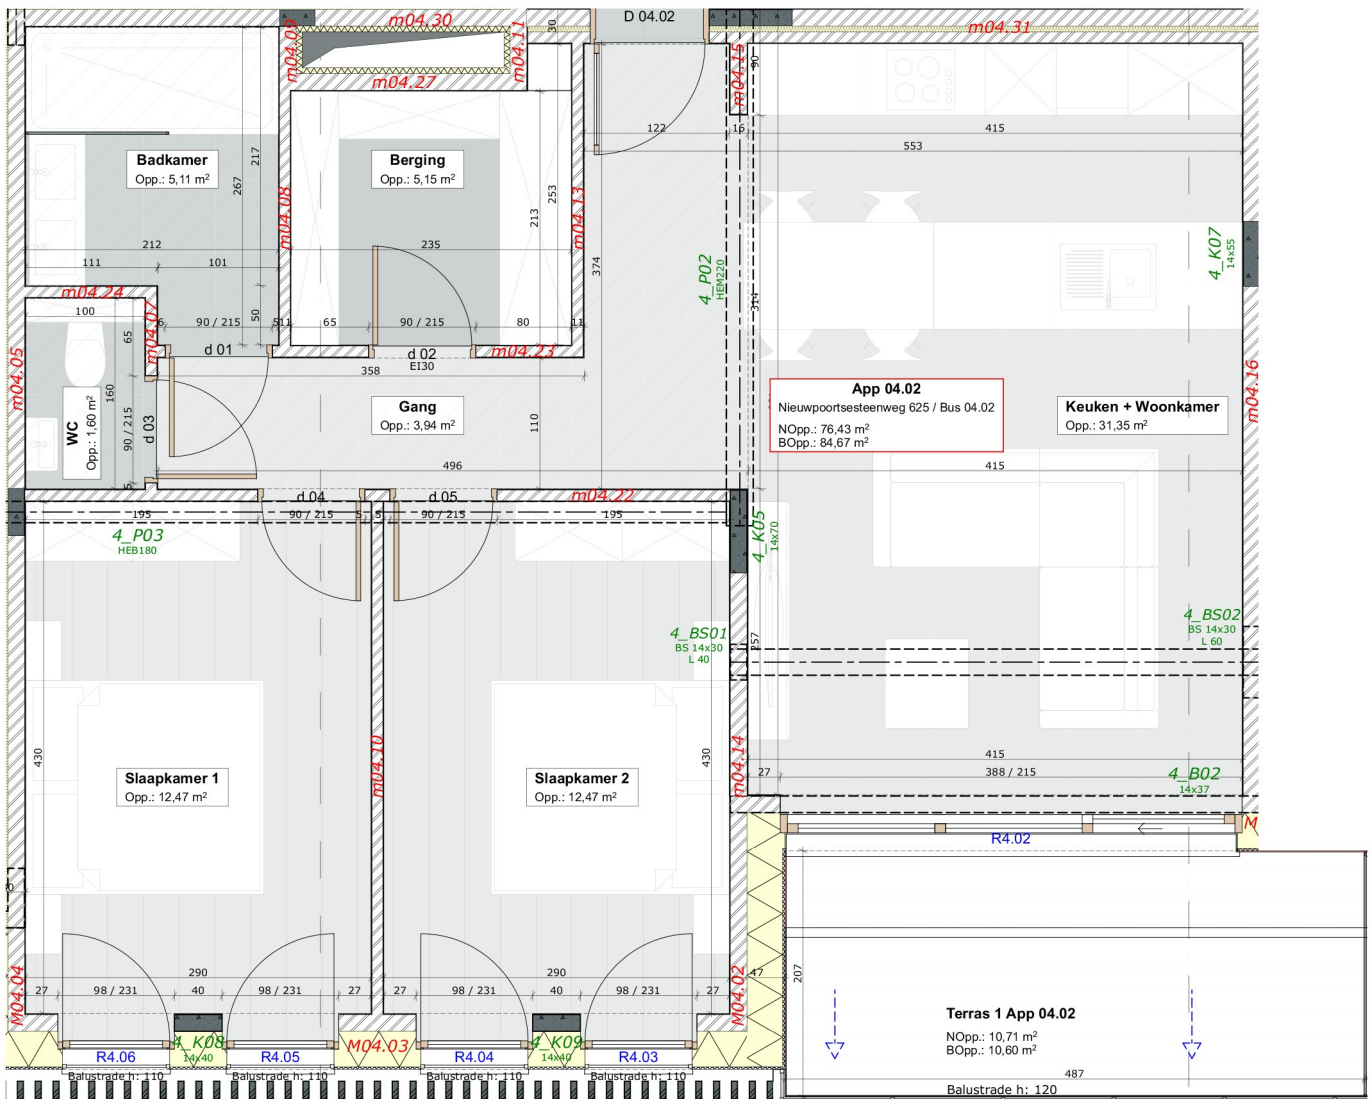 m04.30
D 04.02
30
m04.31
m04.09
m04.11
m04.15
90
m04.27
122
16
415
553
Badkamer
Opp.: 5,11 m²
217
267
Berging
Opp.: 5,15 m²
253
213
m04.08
m04.13
212
235
111
101
374
4_P02
HEM220
314
4_K07
14x55
m04.24
100
m04.07
6
90 / 215
50
511
65
90 / 215
80
11
65
d 01
d 02
EI30
m04.23
358
m04.05
m04.16
160
WC
Opp.: 1,60 m²
90 / 215
d 03
5
Gang
Opp.: 3,94 m²
110
App 04.02
Nieuwpoortsesteenweg 625 / Bus 04.02
NOpp.: 76,43 m²
BOpp.: 84,67 m²
Keuken + Woonkamer
Opp.: 31,35 m²
496
415
d 04
d 05
m04.22
195
90 / 215
5
5
90 / 215
195
4_P03
HEB180
4_K05
14x70
4_BS01
BS 14x30
L 40
257
4_BS02
BS 14x30
L 60
430
m04.10
430
m04.14
415
27
388 / 215
4_B02
14x37
Slaapkamer 1
Opp.: 12,47 m²
Slaapkamer 2
Opp.: 12,47 m²
M
R4.02
M04.04
290
290
M04.02
47
207
27
98 / 231
40
98 / 231
27
27
98 / 231
40
98 / 231
27
Terras 1 App 04.02
NOpp.: 10,71 m²
BOpp.: 10,60 m²
R4.06
4_K08
14x40
R4.05
M04.03
R4.04
4_K09
14x40
R4.03
Balustrade h: 110
Balustrade h: 110
Balustrade h: 110
Balustrade h: 110
487
Balustrade h: 120